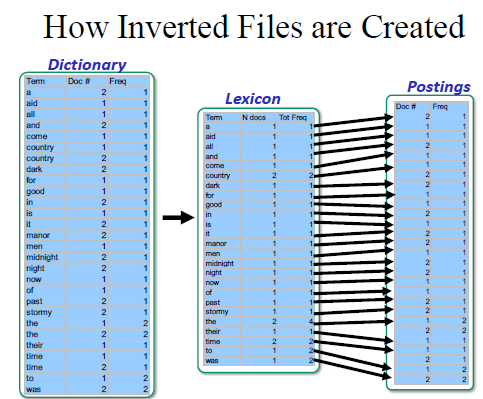 How Inverted Files are Created
Dictionary
Term Doc # Freq
a 2 1
aid 1 1
all 1 1
and 2 1
come 1 1
country 1 1
country 2 1
dark 2 1
for 1 1
good 1 1
in 2 1
is 1 1
it 2 1
manor 2 1
men 1 1
midnight 2 1
night 2 1
now 1 1
of 1 1
past 2 1
stormy 2 1
the 1 2
the 2 2
their 1 1
time 1 1
time 2 1
to 1 2
was 2 2
Lexicon
Term N docs Tot Freq
a 1 1
aid 1 1
all 1 1
and 1 1
come 1 1
country 2 2
dark 1 1
for 1 1
good 1 1
in 1 1
is 1 1
it 1 1
manor 1 1
men 1 1
midnight 1 1
night 1 1
now 1 1
of 1 1
past 1 1
stormy 1 1
the 2 4
their 1 1
time 2 2
to 1 2
was 1 2
Postings
Doc # Freq
2 1
1 1
1 1
2 1
1 1
1 1
2 1
2 1
1 1
1 1
2 1
1 1
2 1
2 1
1 1
2 1
2 1
1 1
1 1
2 1
2 1
1 2
2 2
1 1
1 1
2 1
1 2
2 2